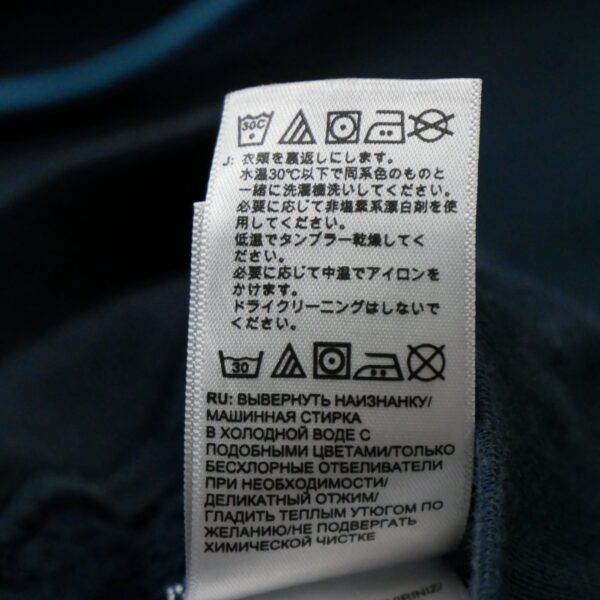 30C
J: 衣類を裏返しにします。
水温30℃以下で同系色のものと
一緒に洗濯機洗いしてください。
必要に応じて非塩素系漂白剤を使
用してください。
低温でタンブラー乾燥してく
ださい。
必要に応じて中温でアイロンを
かけます。
ドライクリーニングはしないで
ください。
30
RU: ВЫВЕРНУТЬ НАИЗНАНКУ/
МАШИННАЯ СТИРКА
В ХОЛОДНОЙ ВОДЕ С
ПОДОБНЫМИ ЦВЕТАМИ/ТОЛЬКО
БЕСХЛОРНЫЕ ОТБЕЛИВАТЕЛИ
ПРИ НЕОБХОДИМОСТИ/
ДЕЛИКАТНЫЙ ОТЖИМ/
ГЛАДИТЬ ТЕПЛЫМ УТЮГОМ ПО
ЖЕЛАНИЮ/НЕ ПОДВЕРГАТЬ
ХИМИЧЕСКОЙ ЧИСТКЕ